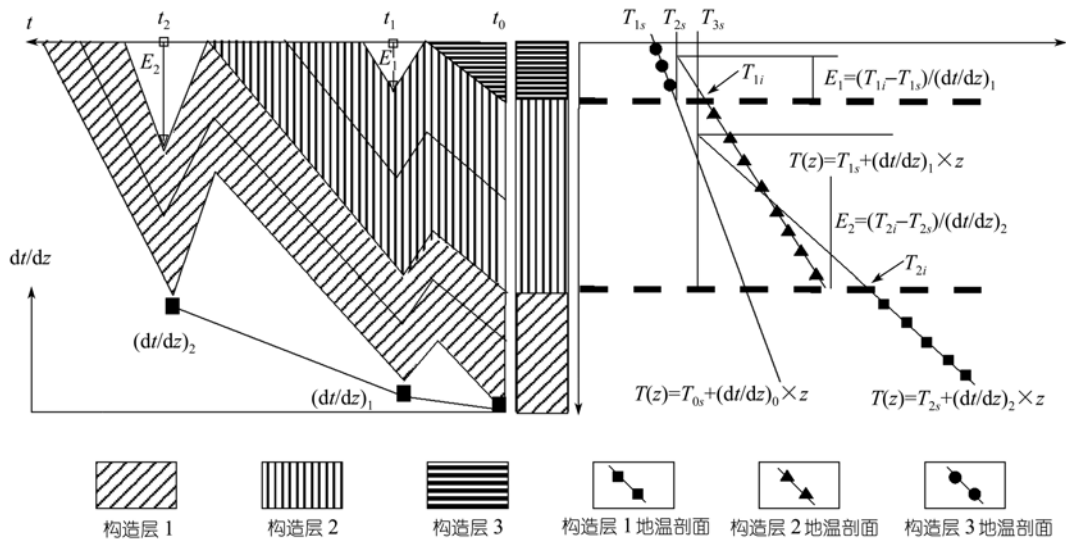 t
t₂
t₁
t₀
E₂
E₁
dt/dz
(dt/dz)₂
(dt/dz)₁
T₁ₛ
T₂ₛ
T₃ₛ
T₁ᵢ
E₁=(T₁ᵢ−T₁ₛ)/(dt/dz)₁
T(z)=T₁ₛ+(dt/dz)₁×z
E₂=(T₂ᵢ−T₂ₛ)/(dt/dz)₂
T₂ᵢ
T(z)=T₀ₛ+(dt/dz)₀×z
T(z)=T₂ₛ+(dt/dz)₂×z
构造层 1
构造层 2
构造层 3
构造层 1 地温剖面
构造层 2 地温剖面
构造层 3 地温剖面